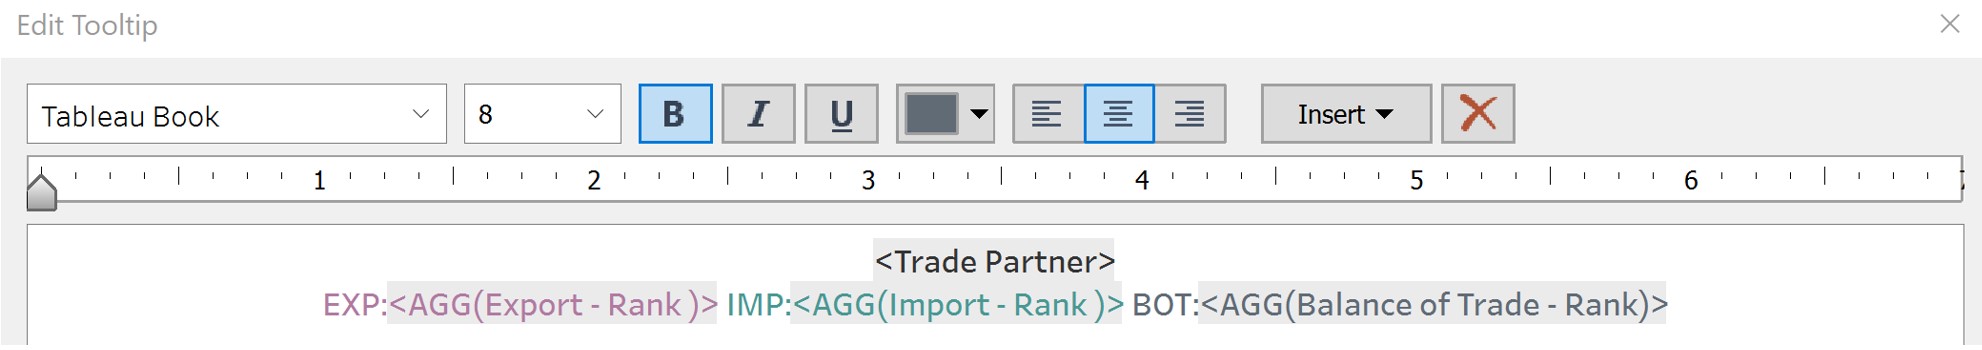 Edit Tooltip
Tableau Book 8 B I U Insert
1 2 3 4 5 6
<Trade Partner>
EXP:<AGG(Export - Rank )> IMP:<AGG(Import - Rank )> BOT:<AGG(Balance of Trade - Rank)>